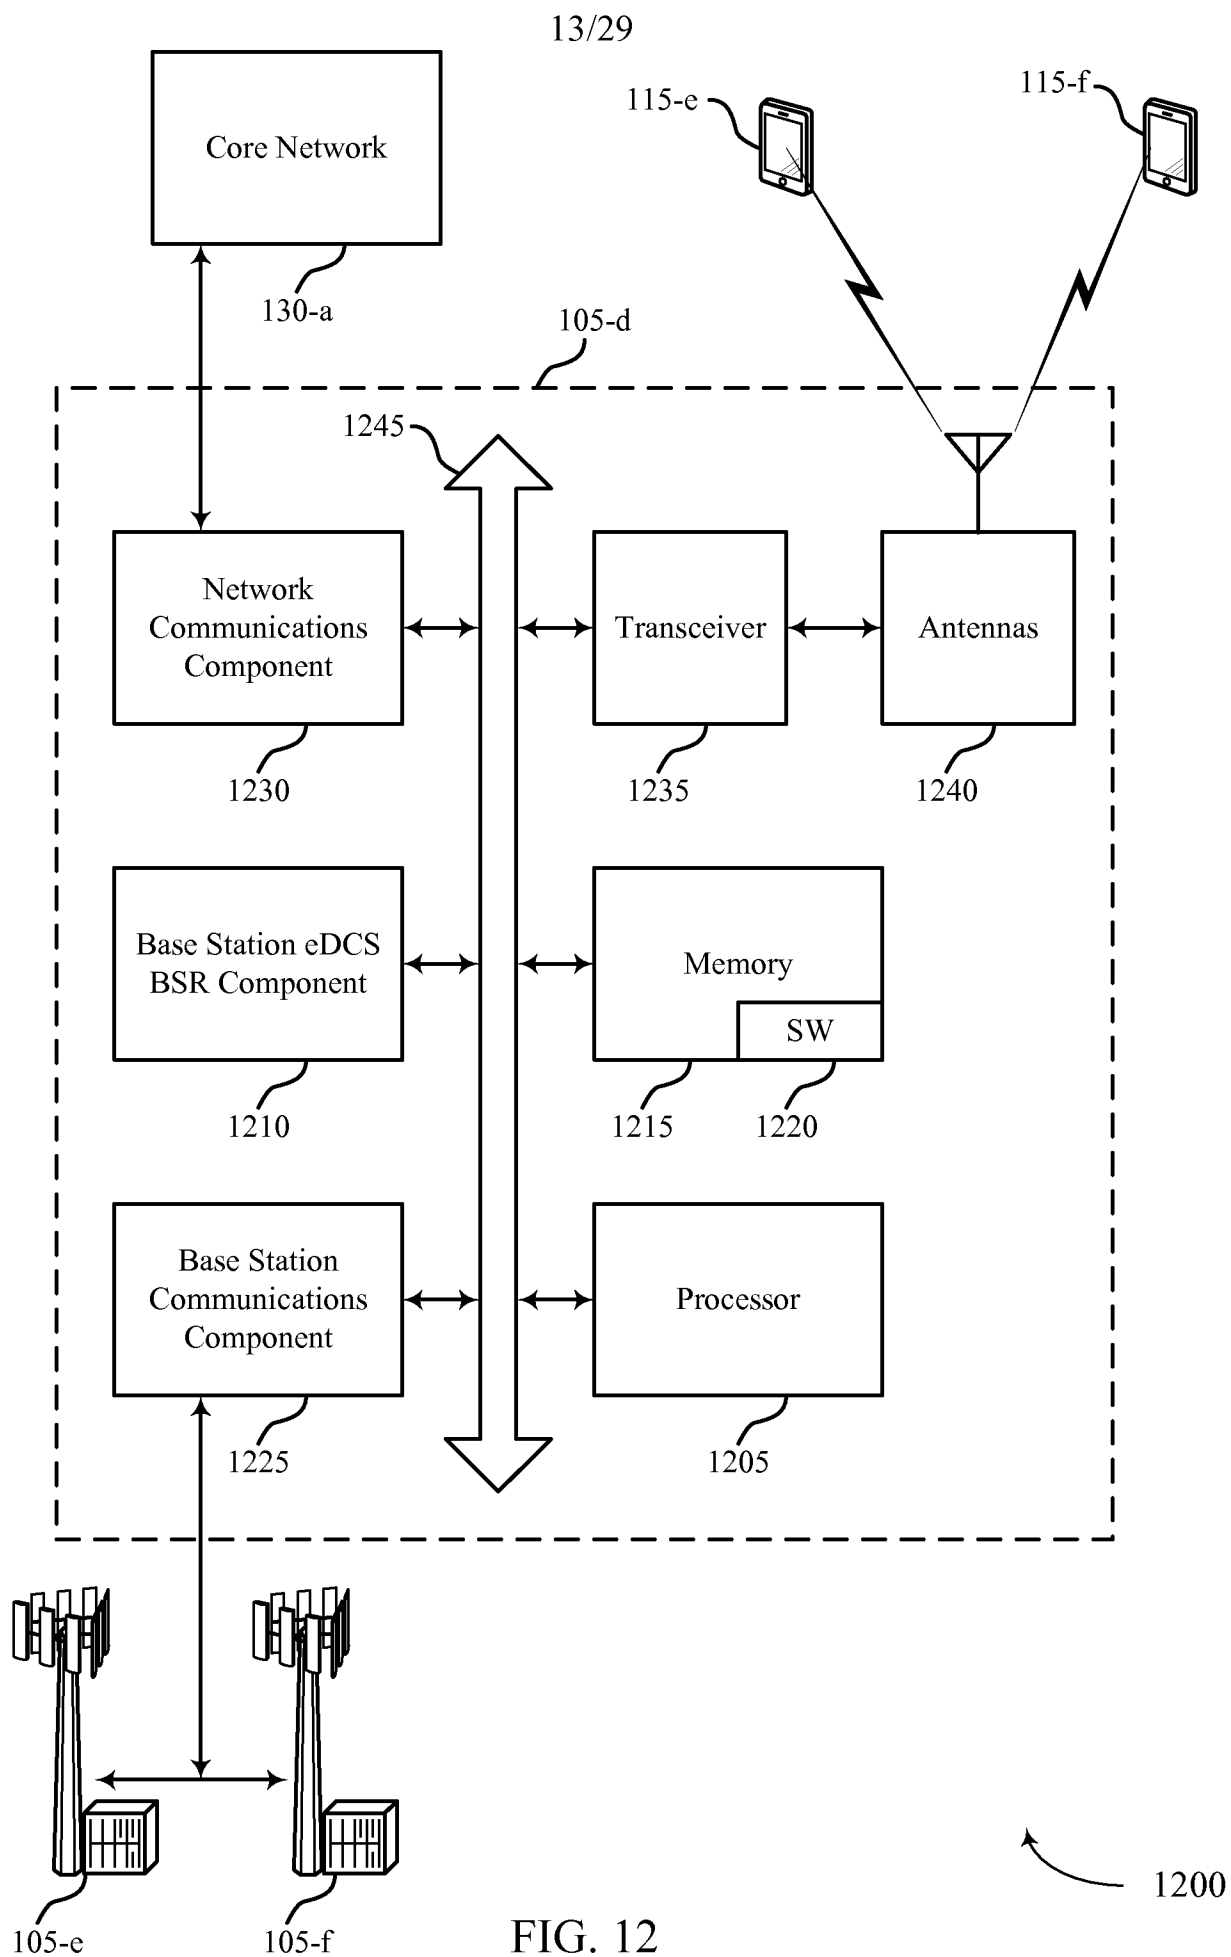 13/29
Core Network
115-e
115-f
130-a
105-d
1245
Network
Communications
Component
Transceiver
Antennas
1230
1235
1240
Base Station eDCS
BSR Component
Memory
SW
1210
1215
1220
Base Station
Communications
Component
Processor
1225
1205
1200
105-e
105-f
FIG. 12